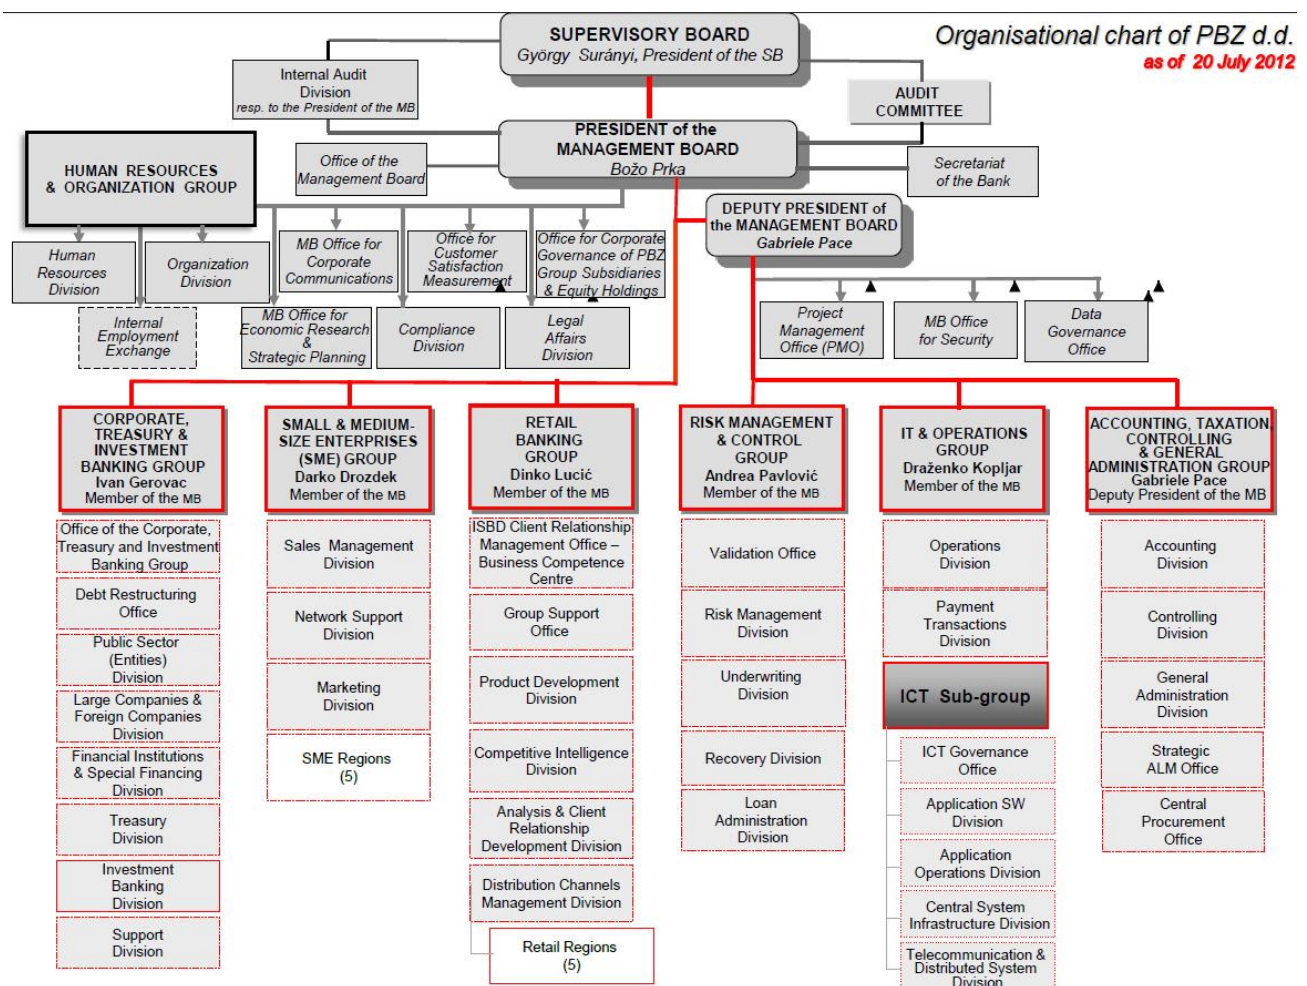 SUPERVISORY BOARD
György Surányi, President of the SB
Organisational chart of PBZ d.d.
as of 20 July 2012
Internal Audit
Division
resp. to the President of the MB
AUDIT
COMMITTEE
PRESIDENT of the
MANAGEMENT BOARD
Božo Prka
HUMAN RESOURCES
& ORGANIZATION GROUP
Office of the
Management Board
Secretariat
of the Bank
DEPUTY PRESIDENT of
the MANAGEMENT BOARD
Gabriele Pace
Human
Resources
Division
Organization
Division
MB Office for
Corporate
Communications
Office for
Customer
Satisfaction
Measurement
Office for Corporate
Governance of PBZ
Group Subsidiaries
& Equity Holdings
Internal
Employment
Exchange
MB Office for
Economic Research
&
Strategic Planning
Compliance
Division
Legal
Affairs
Division
Project
Management
Office (PMO)
MB Office
for Security
Data
Governance
Office
CORPORATE,
TREASURY &
INVESTMENT
BANKING GROUP
Ivan Gerovac
Member of the MB
Office of the Corporate,
Treasury and Investment
Banking Group
Debt Restructuring
Office
Public Sector
(Entities)
Division
Large Companies &
Foreign Companies
Division
Financial Institutions
& Special Financing
Division
Treasury
Division
Investment
Banking
Division
Support
Division
SMALL & MEDIUM-
SIZE ENTERPRISES
(SME) GROUP
Darko Drozdek
Member of the MB
Sales Management
Division
Network Support
Division
Marketing
Division
SME Regions
(5)
RETAIL
BANKING
GROUP
Dinko Lucić
Member of the MB
ISBD Client Relationship
Management Office –
Business Competence
Centre
Group Support
Office
Product Development
Division
Competitive Intelligence
Division
Analysis & Client
Relationship
Development Division
Distribution Channels
Management Division
Retail Regions
(5)
RISK MANAGEMENT
& CONTROL
GROUP
Andrea Pavlović
Member of the MB
Validation Office
Risk Management
Division
Underwriting
Division
Recovery Division
Loan
Administration
Division
IT & OPERATIONS
GROUP
Draženko Kopljar
Member of the MB
Operations
Division
Payment
Transactions
Division
ICT Sub-group
ICT Governance
Office
Application SW
Division
Application
Operations Division
Central System
Infrastructure Division
Telecommunication &
Distributed System
Division
ACCOUNTING, TAXATION,
CONTROLLING
& GENERAL
ADMINISTRATION GROUP
Gabriele Pace
Deputy President of the MB
Accounting
Division
Controlling
Division
General
Administration
Division
Strategic
ALM Office
Central
Procurement
Office